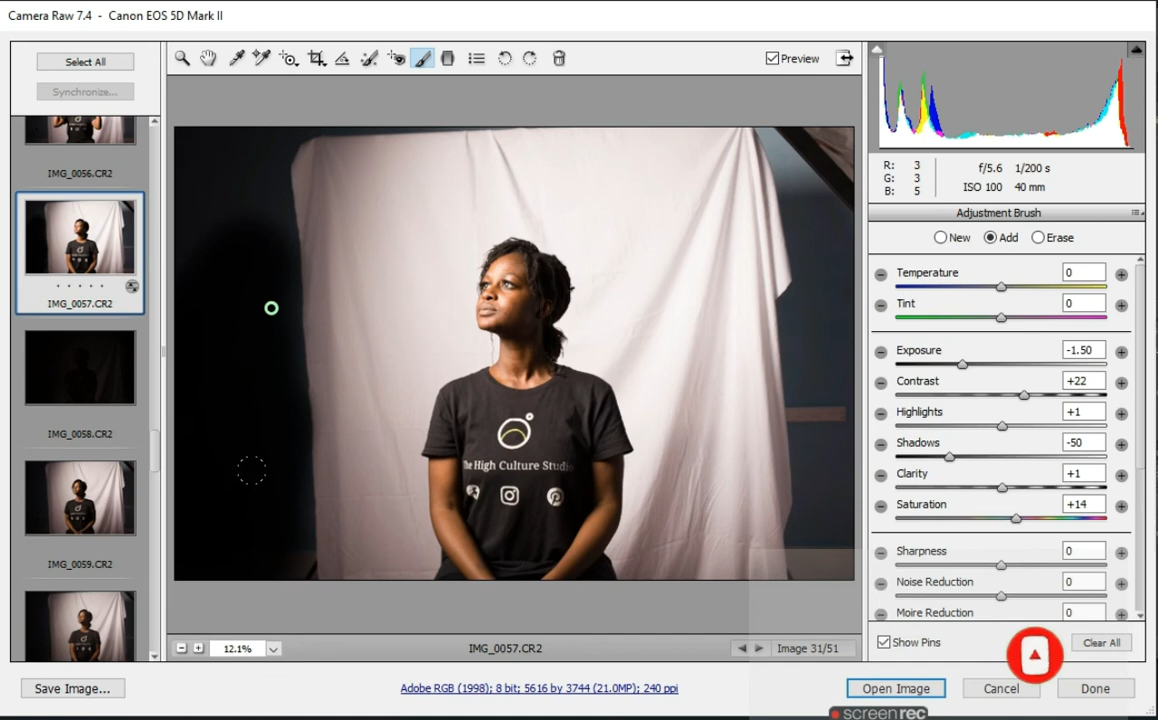 Camera Raw 7.4 - Canon EOS 5D Mark II
Select All
Synchronize...
Preview
IMG_0056.CR2
IMG_0057.CR2
IMG_0058.CR2
IMG_0059.CR2
The High Culture Studio
R: 3
G: 3
B: 5
f/5.6 1/200 s
ISO 100 40 mm
Adjustment Brush
New Add Erase
Temperature 0
Tint 0
Exposure -1.50
Contrast +22
Highlights +1
Shadows -50
Clarity +1
Saturation +14
Sharpness 0
Noise Reduction 0
Moire Reduction 0
Show Pins
Clear All
12.1%
IMG_0057.CR2
Image 31/51
Save Image...
Adobe RGB (1998); 8 bit; 5616 by 3744 (21.0MP); 240 ppi
Open Image
Cancel
Done
screenrec